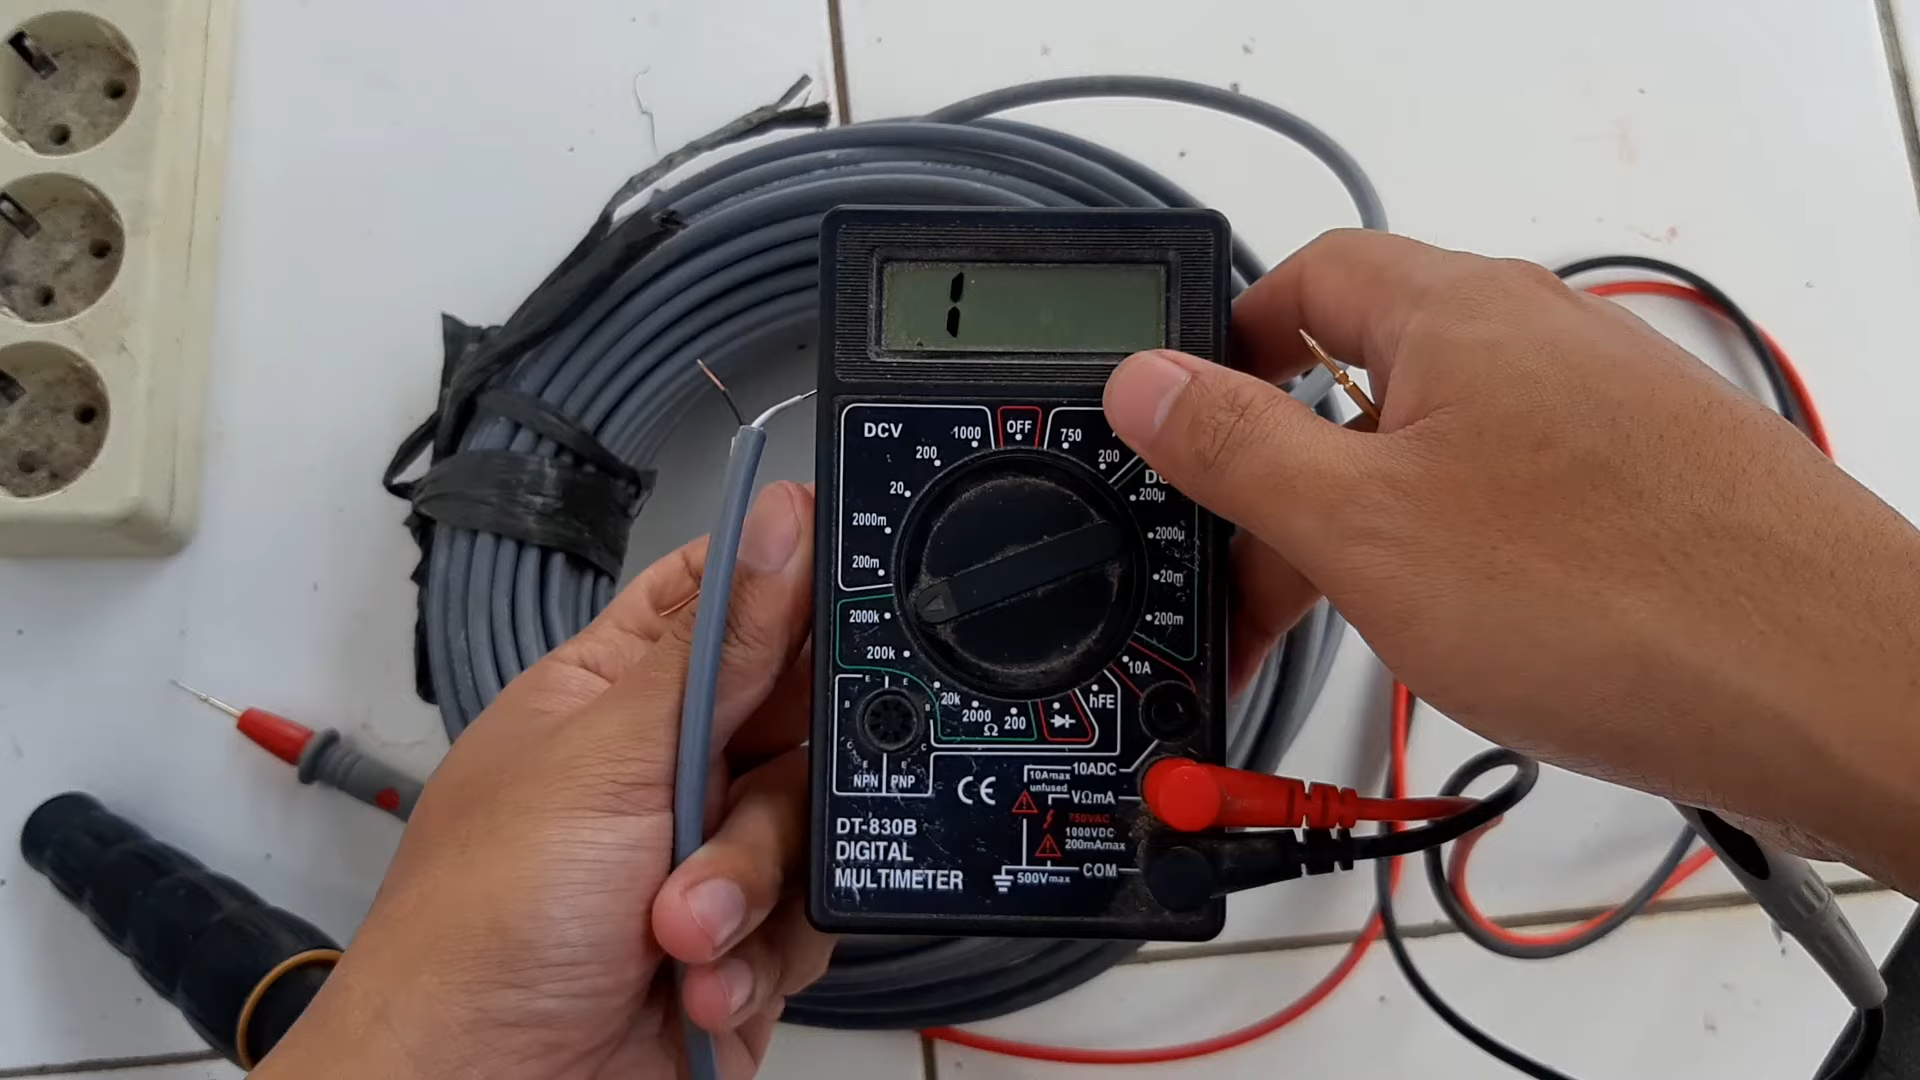 1
DCV
1000
OFF
750
200
200
20
2000m
200m
200µ
2000µ
20m
200m
10A
2000k
200k
20k
2000
Ω
200
hFE
E E
B B
C C
E E
NPN PNP
CE
10Amax
unfused
10ADC
VΩmA
750VAC
1000VDC
200mAmax
500Vmax
COM
DT-830B
DIGITAL
MULTIMETER